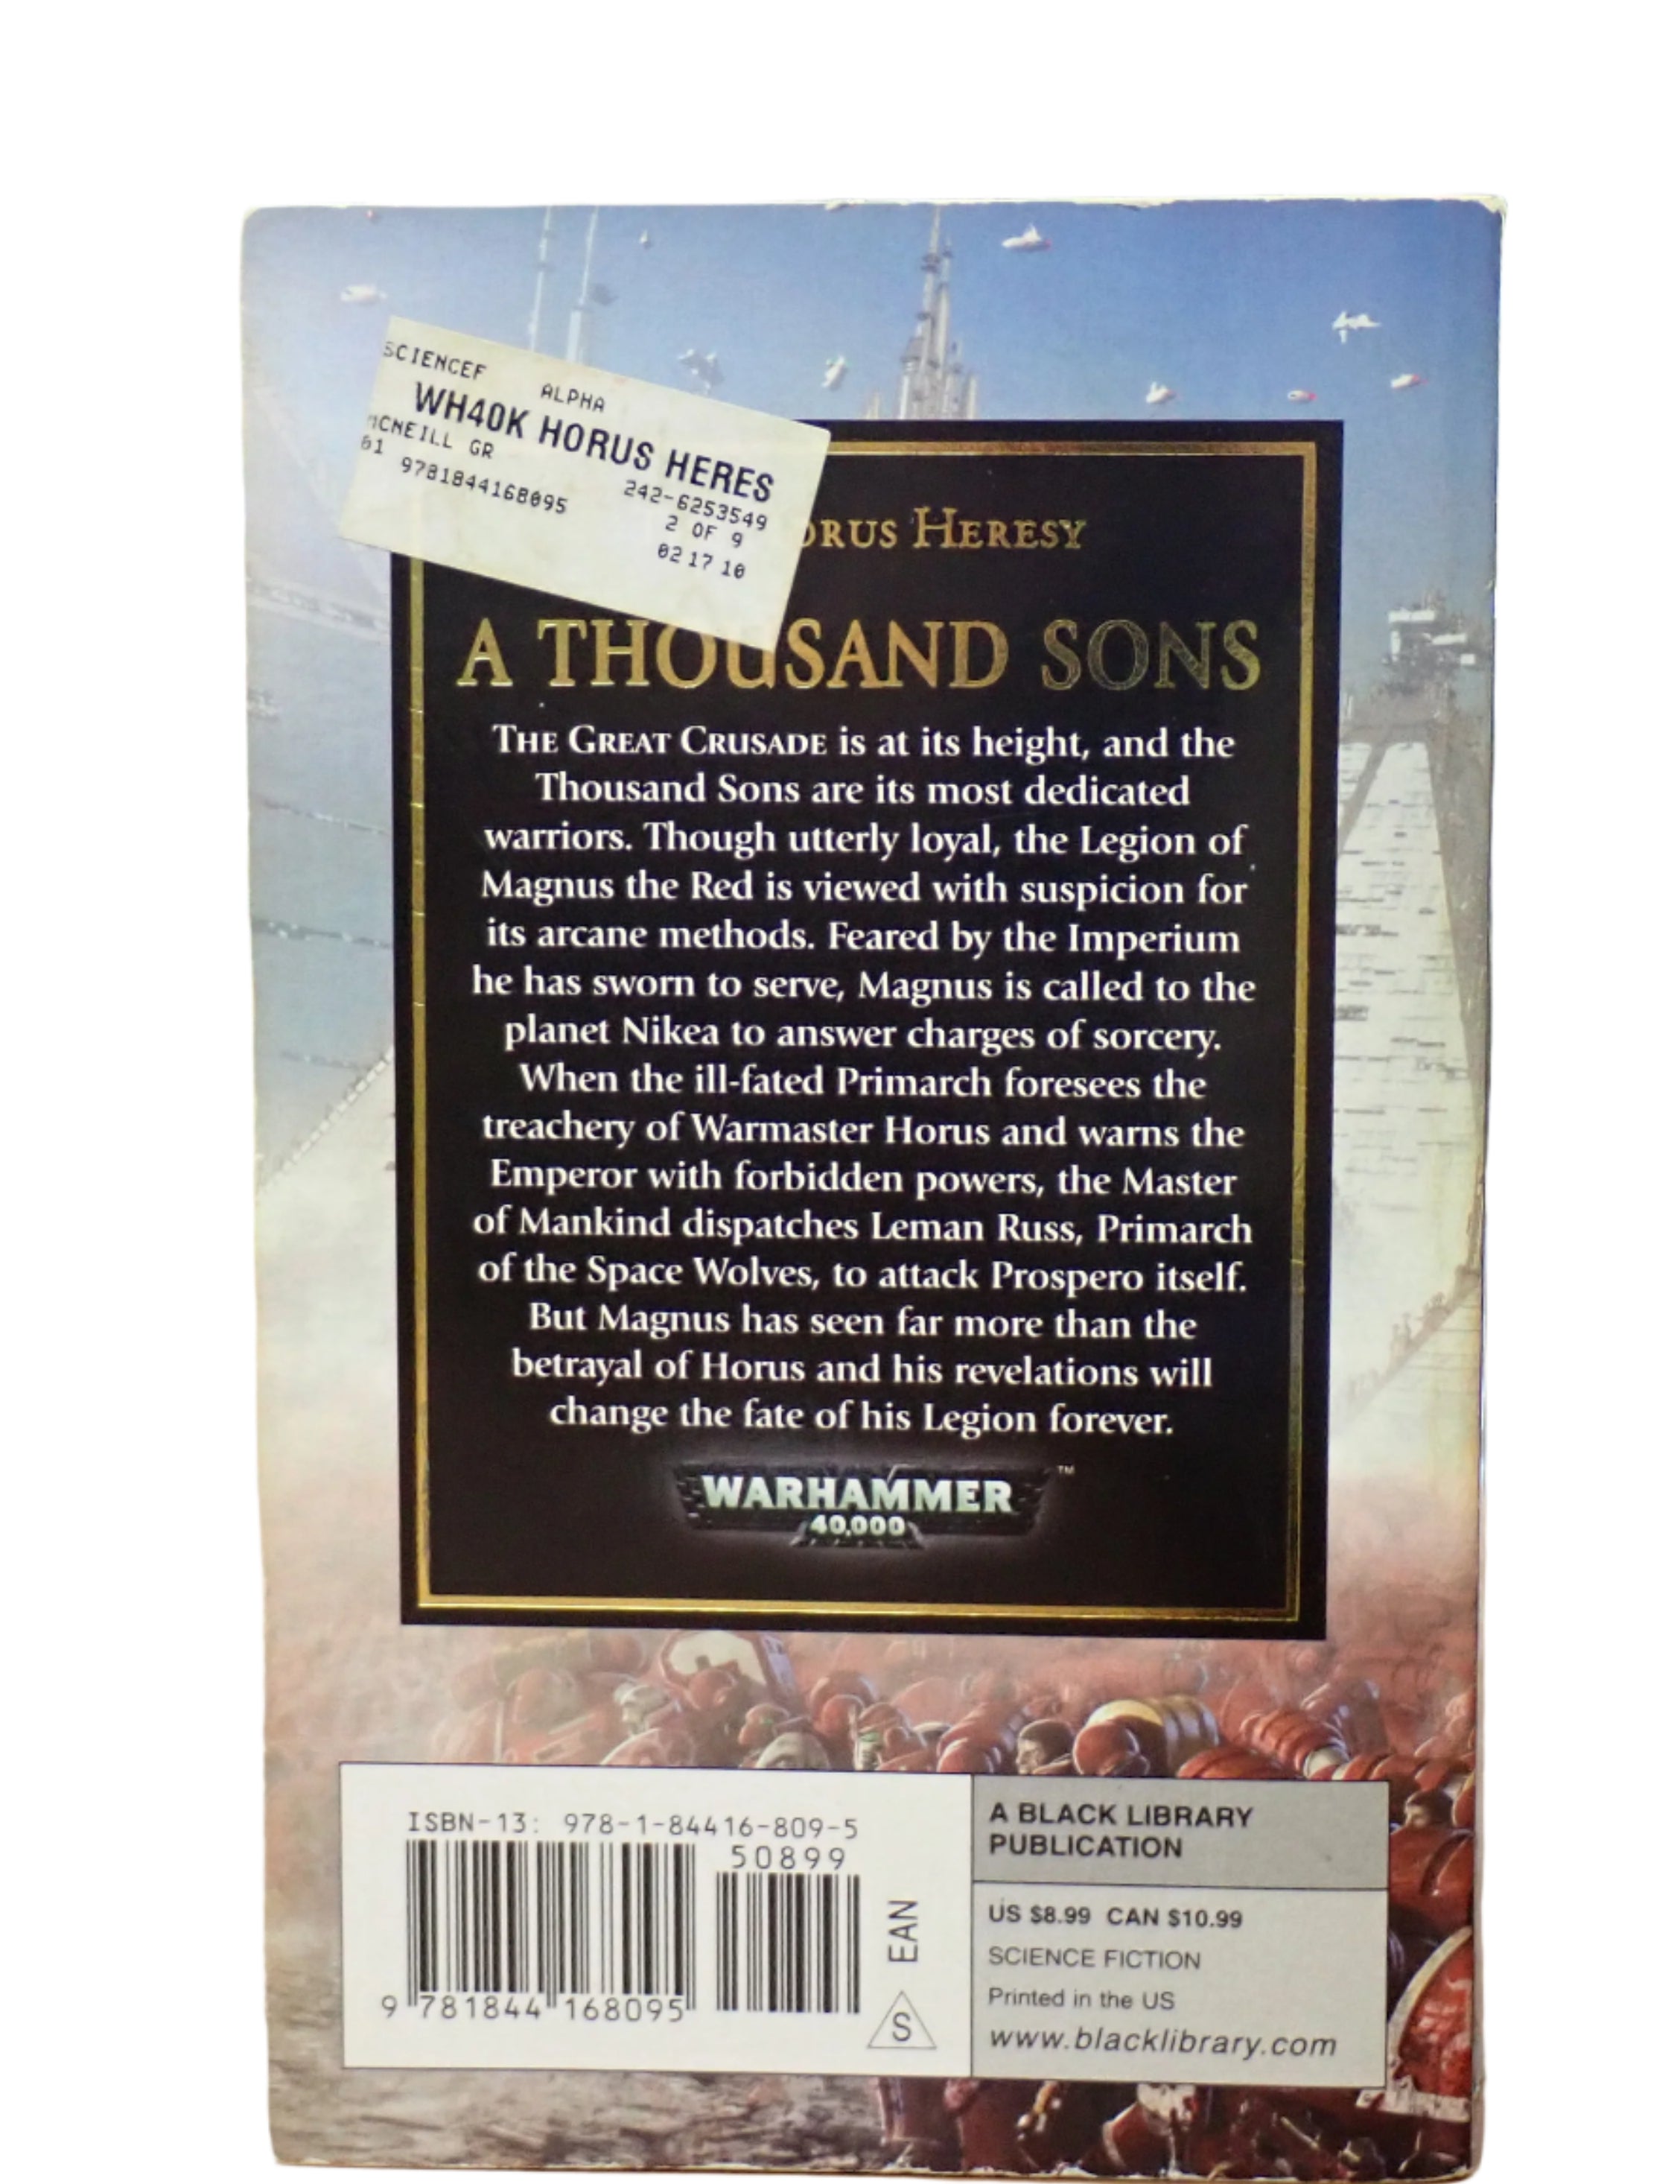 SCIENCEF ALPHA
WH40K HORUS HERES
MCNEILL GR 242-6253549
01 9781844168095 2 OF 9
02 17 10
ORUS HERESY
A THOUSAND SONS
THE GREAT CRUSADE is at its height, and the
Thousand Sons are its most dedicated
warriors. Though utterly loyal, the Legion of
Magnus the Red is viewed with suspicion for
its arcane methods. Feared by the Imperium
he has sworn to serve, Magnus is called to the
planet Nikea to answer charges of sorcery.
When the ill-fated Primarch foresees the
treachery of Warmaster Horus and warns the
Emperor with forbidden powers, the Master
of Mankind dispatches Leman Russ, Primarch
of the Space Wolves, to attack Prospero itself.
But Magnus has seen far more than the
betrayal of Horus and his revelations will
change the fate of his Legion forever.
WARHAMMER™
40,000
ISBN-13: 978-1-84416-809-5
50899
9 781844 168095
EAN
S
A BLACK LIBRARY
PUBLICATION
US $8.99 CAN $10.99
SCIENCE FICTION
Printed in the US
www.blacklibrary.com